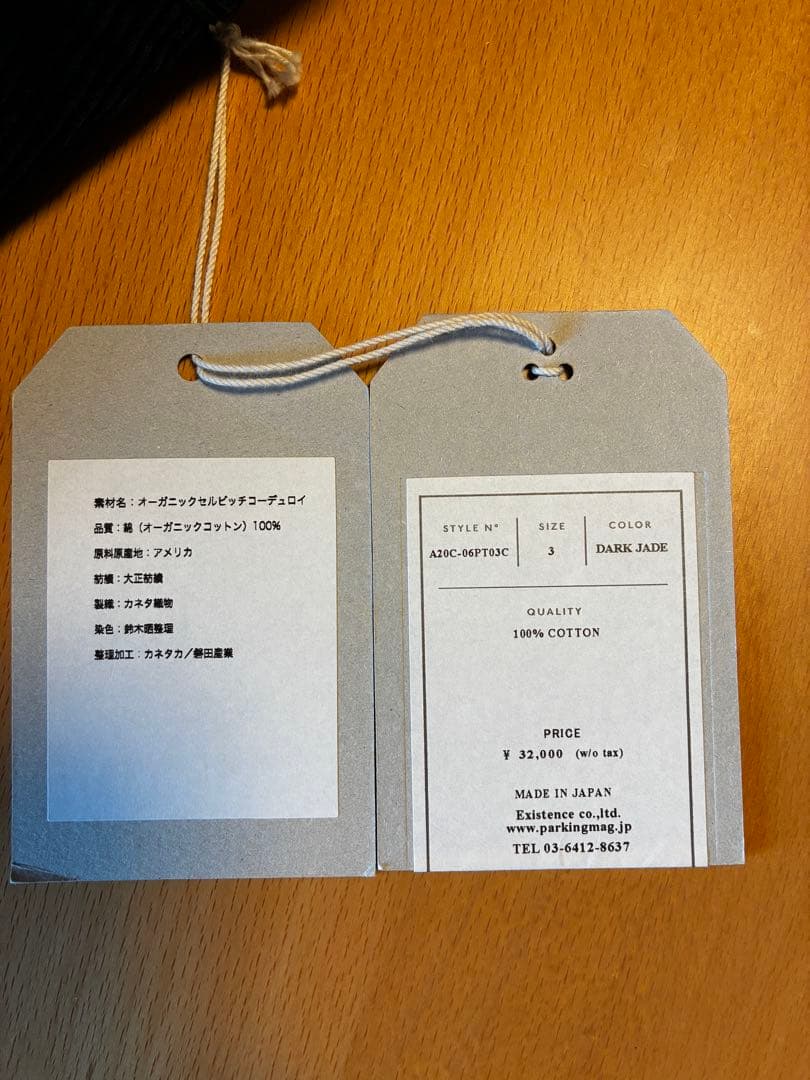 素材名：オーガニックセルビッチコーデュロイ
品質：綿（オーガニックコットン）100%
原料原産地：アメリカ
紡績：大正紡績
製織：カネタ織物
染色：鈴木晒整理
整理加工：カネタカ／磐田産業
STYLE N° SIZE COLOR
A20C-06PT03C 3 DARK JADE
QUALITY
100% COTTON
PRICE
¥ 32,000 (w/o tax)
MADE IN JAPAN
Existence co.,ltd.
www.parkingmag.jp
TEL 03-6412-8637